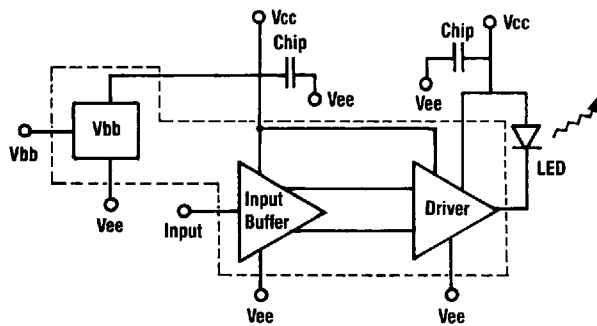 Vcc
Vcc
Chip
Chip
Vee
Vee
Vbb
Vbb
LED
Vee
Input
Input
Buffer
Driver
Vee
Vee